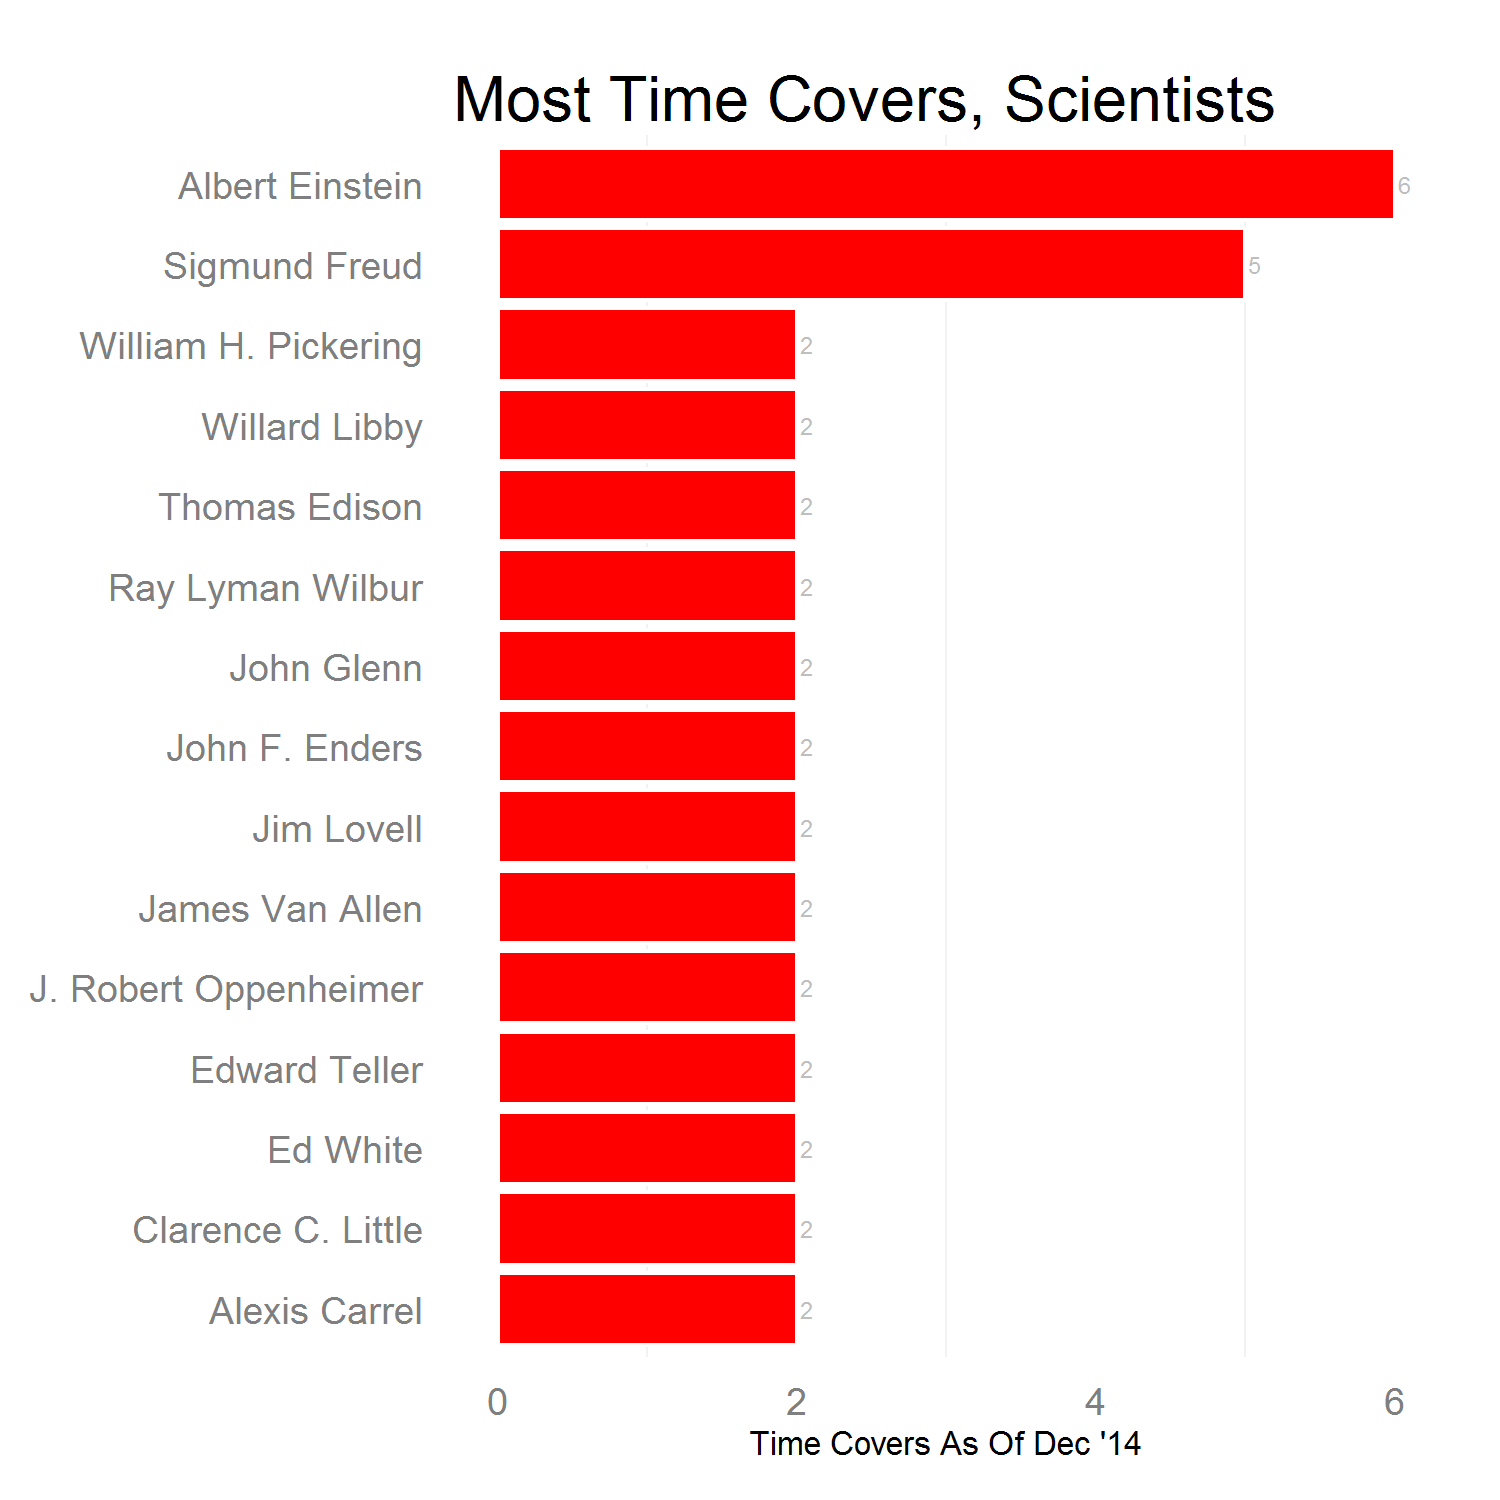 Most Time Covers, Scientists
Albert Einstein 6
Sigmund Freud 5
William H. Pickering 2
Willard Libby 2
Thomas Edison 2
Ray Lyman Wilbur 2
John Glenn 2
John F. Enders 2
Jim Lovell 2
James Van Allen 2
J. Robert Oppenheimer 2
Edward Teller 2
Ed White 2
Clarence C. Little 2
Alexis Carrel 2
0 2 4 6
Time Covers As Of Dec '14